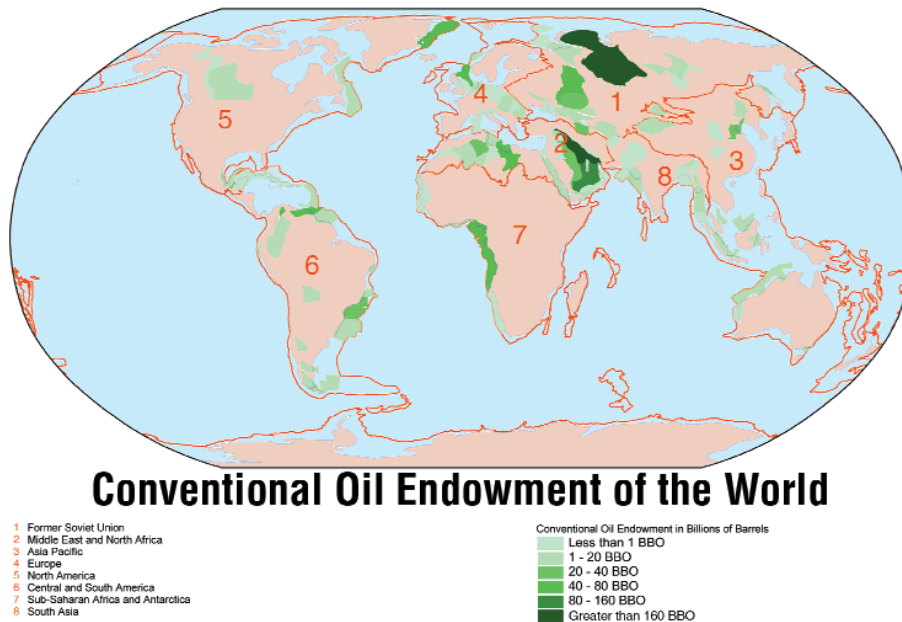 1
5
4
2
3
8
7
6
Conventional Oil Endowment of the World
1 Former Soviet Union
2 Middle East and North Africa
3 Asia Pacific
4 Europe
5 North America
6 Central and South America
7 Sub-Saharan Africa and Antarctica
8 South Asia
Conventional Oil Endowment in Billions of Barrels
Less than 1 BBO
1 - 20 BBO
20 - 40 BBO
40 - 80 BBO
80 - 160 BBO
Greater than 160 BBO